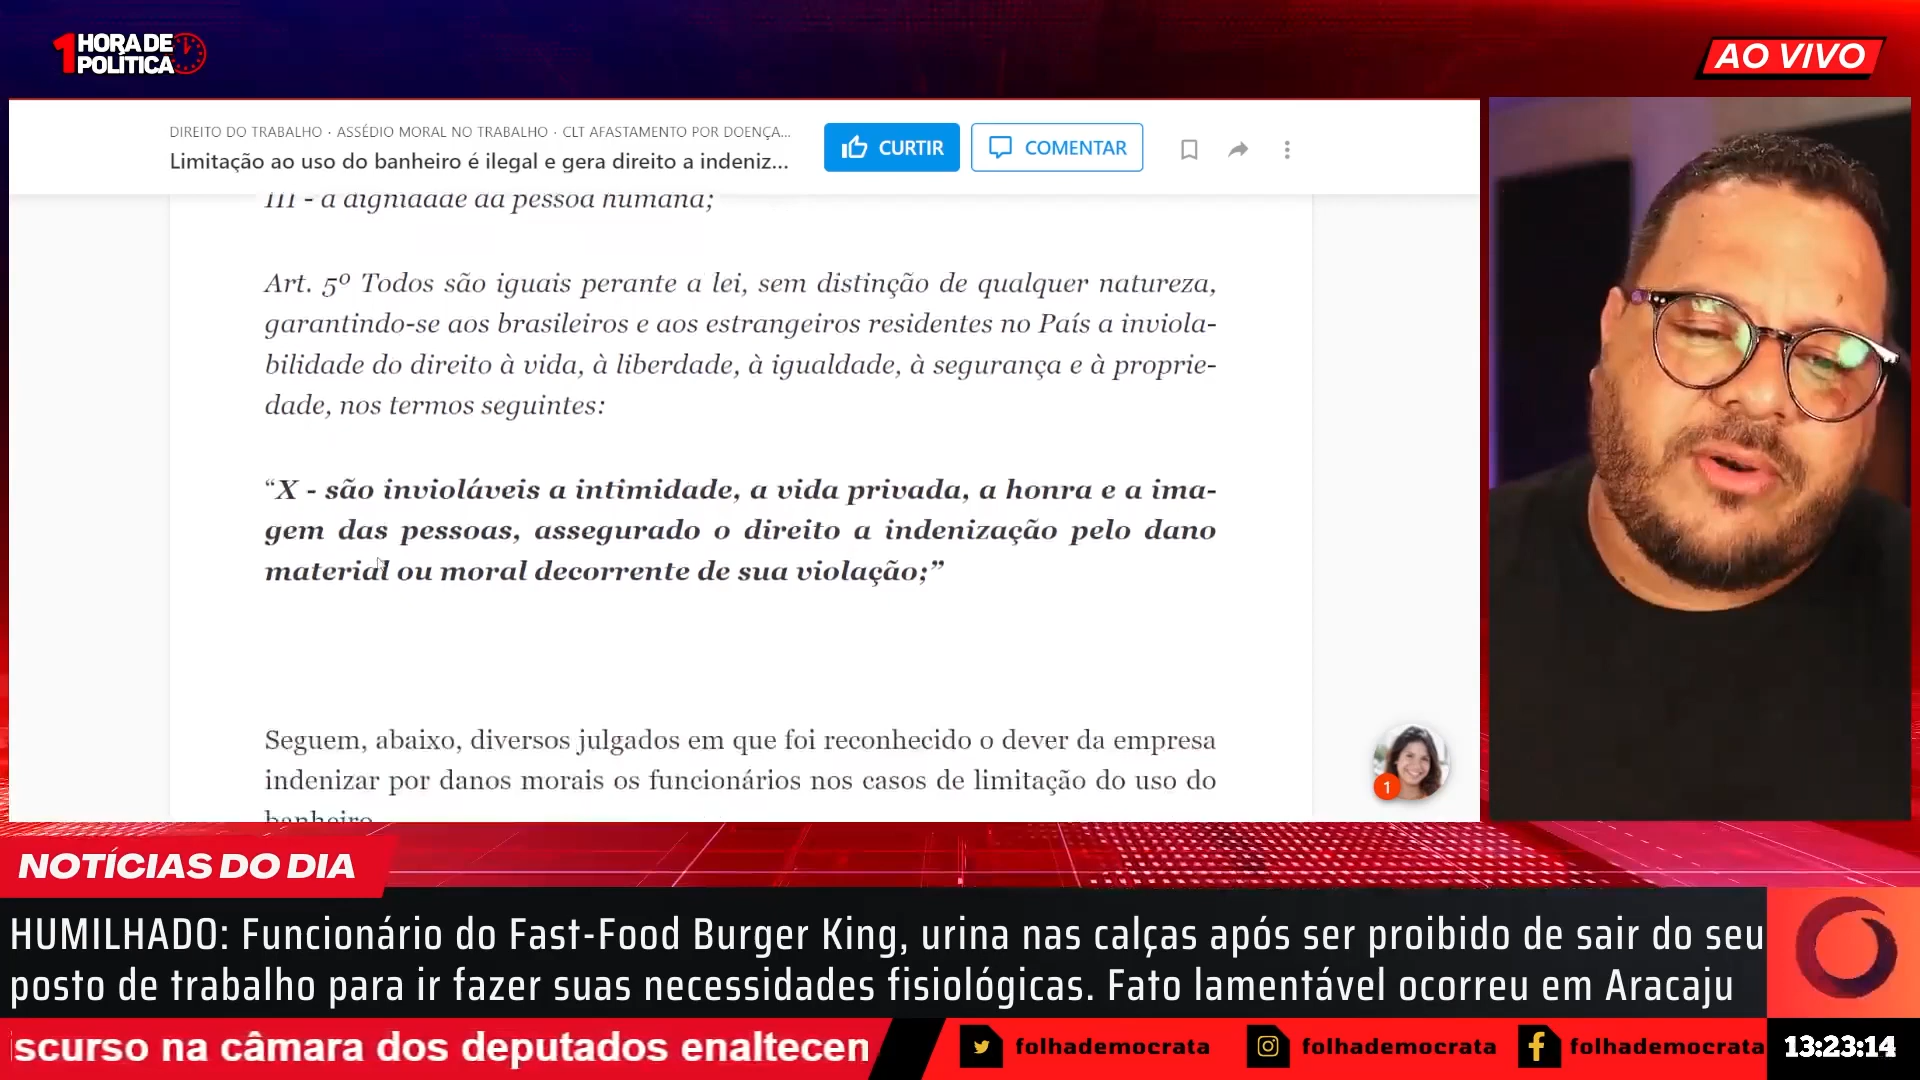 1 HORA DE
POLÍTICA
AO VIVO
DIREITO DO TRABALHO · ASSÉDIO MORAL NO TRABALHO · CLT AFASTAMENTO POR DOENÇA...
Limitação ao uso do banheiro é ilegal e gera direito a indeniz...
CURTIR
COMENTAR
III - a dignidade da pessoa humana;
Art. 5º Todos são iguais perante a lei, sem distinção de qualquer natureza,
garantindo-se aos brasileiros e aos estrangeiros residentes no País a inviola-
bilidade do direito à vida, à liberdade, à igualdade, à segurança e à proprie-
dade, nos termos seguintes:
“X - são invioláveis a intimidade, a vida privada, a honra e a ima-
gem das pessoas, assegurado o direito a indenização pelo dano
material ou moral decorrente de sua violação;”
Seguem, abaixo, diversos julgados em que foi reconhecido o dever da empresa
indenizar por danos morais os funcionários nos casos de limitação do uso do
banheiro
1
NOTÍCIAS DO DIA
HUMILHADO: Funcionário do Fast-Food Burger King, urina nas calças após ser proibido de sair do seu
posto de trabalho para ir fazer suas necessidades fisiológicas. Fato lamentável ocorreu em Aracaju
scurso na câmara dos deputados enaltecen
folhademocrata
folhademocrata
folhademocrata
13:23:14